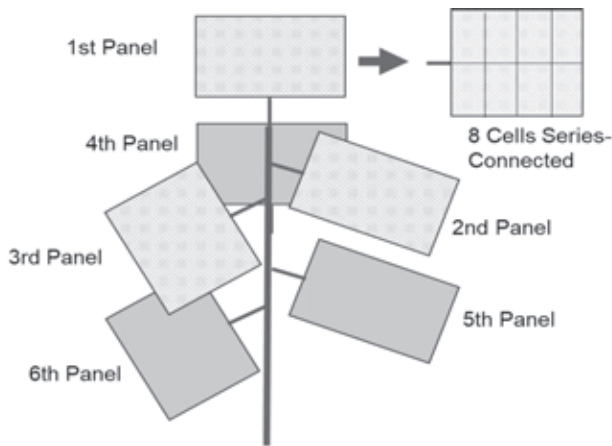 1st Panel
8 Cells Series-
Connected
4th Panel
2nd Panel
3rd Panel
5th Panel
6th Panel